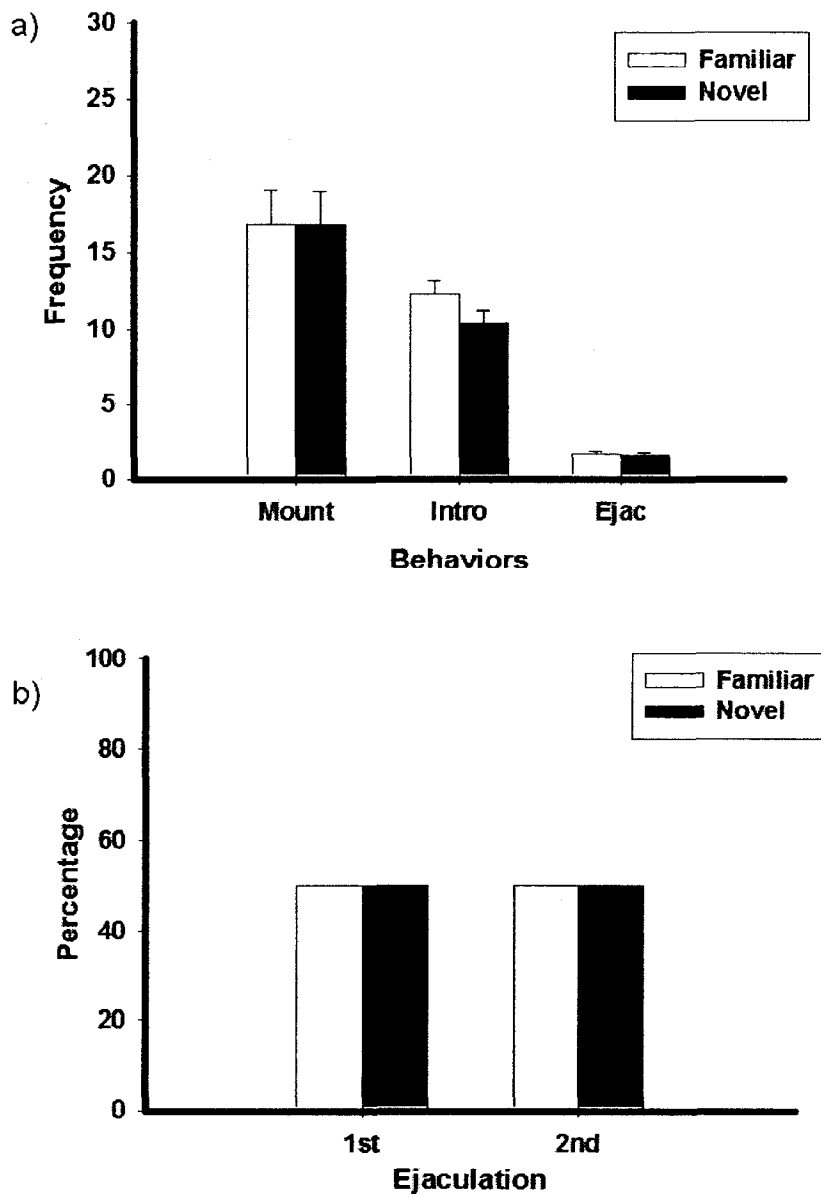 a)
30
25
20
15
10
5
0
Frequency
Familiar
Novel
Mount Intro Ejac
Behaviors
b)
100
80
60
40
20
0
Percentage
Familiar
Novel
1st 2nd
Ejaculation